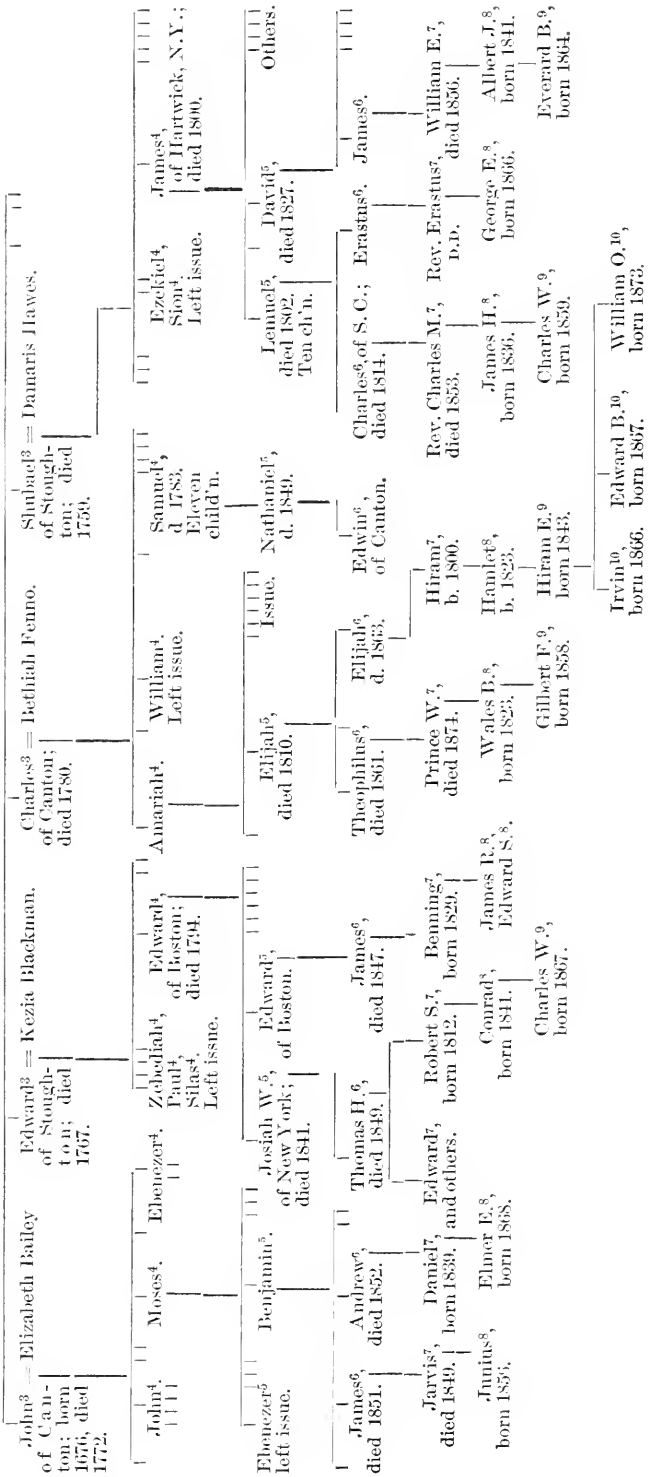 John³ = Elizabeth Bailey
of Can-
ton; born
1676, died
1772.
Edward³ = Kezia Blackman.
of Stough-
ton; died
1767.
Charles³ = Bethiah Fenno.
of Canton;
died 1780.
Shubael³ = Damaris Hawes.
of Stough-
ton; died
1759.
John⁴.
Moses⁴.
Ebenezer⁴.
Zebediah⁴,
Paul⁴,
Silas⁴.
Left issue.
Edward⁴,
of Boston;
died 1794.
Amariah⁴.
William⁴.
Left issue.
Samuel⁴,
d 1783.
Eleven
child'n.
Ezekiel⁴,
Sion⁴.
Left issue.
James⁴,
of Hartwick, N.Y.;
died 1800.
Ebenezer⁵
left issue.
Benjamin⁵.
Josiah W.⁵,
of New York;
died 1841.
Edward⁵,
of Boston.
Elijah⁵,
died 1810.
Issue.
Nathaniel⁵,
d. 1849.
Lemuel⁵,
died 1802.
Ten ch'n.
David⁵,
died 1827.
Others.
James⁶,
died 1851.
Andrew⁶,
died 1852.
Thomas H.⁶,
died 1849.
James⁶,
died 1847.
Theophilus⁶,
died 1861.
Elijah⁶,
d. 1863.
Edwin⁶,
of Canton.
Charles⁶, of S. C.;
died 1814.
Erastus⁶.
James⁶.
Jarvis⁷,
died 1849.
Daniel⁷,
born 1839.
Edward⁷,
and others.
Robert S.⁷,
born 1812.
Benning⁷,
born 1829.
Prince W.⁷,
died 1874.
Hiram⁷,
b. 1800.
Rev. Charles M.⁷,
died 1853.
Rev. Erastus⁷,
D.D.
William E.⁷,
died 1856.
Junius⁸,
born 1856.
Elmer E.⁸,
born 1868.
Conrad⁸,
born 1841.
James R.⁸,
Edward S.⁸.
Wales B.⁸,
born 1823.
Hamlet⁸,
b. 1823.
James H.⁸,
born 1836.
George E.⁸,
born 1866.
Albert J.⁸,
born 1841.
Charles W.⁹,
born 1867.
Gilbert F.⁹,
born 1858.
Hiram E.⁹
born 1843.
Charles W.⁹,
born 1859.
Everard B.⁹,
born 1864.
Irvin¹⁰,
born 1866.
Edward B.¹⁰,
born 1867.
William O.¹⁰,
born 1873.